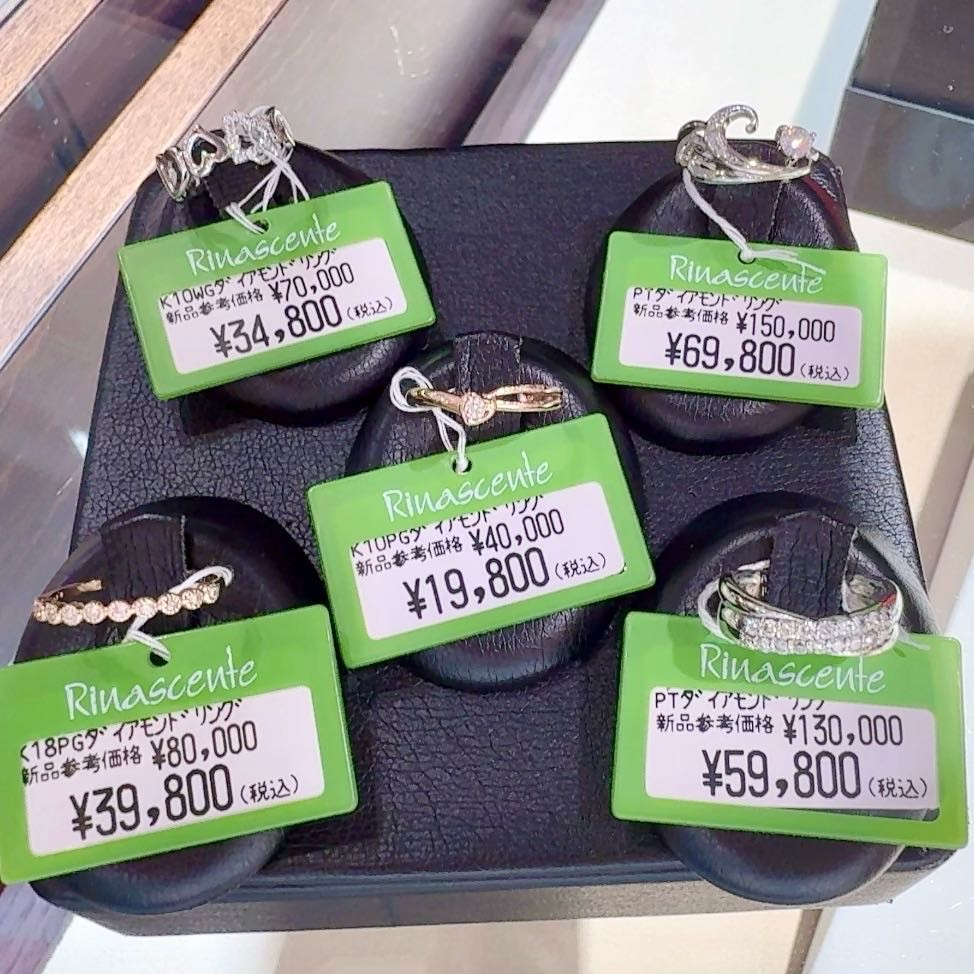 Rinascente
K10WGダイアモンドリング
新品参考価格 ¥70,000
¥34,800(税込)
Rinascente
PTダイアモンドリング
新品参考価格 ¥150,000
¥69,800(税込)
Rinascente
K10PGダイアモンドリング
新品参考価格 ¥40,000
¥19,800(税込)
Rinascente
K18PGダイアモンドリング
新品参考価格 ¥80,000
¥39,800(税込)
Rinascente
PTダイアモンドリング
新品参考価格 ¥130,000
¥59,800(税込)